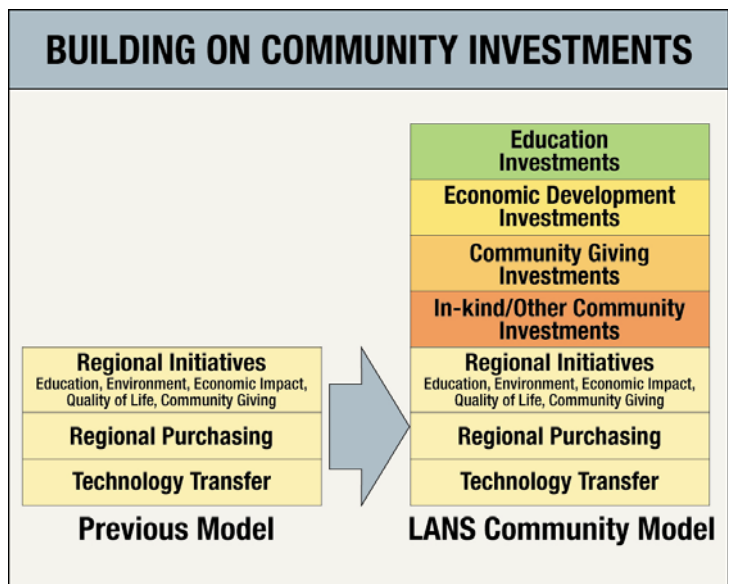 BUILDING ON COMMUNITY INVESTMENTS
Regional Initiatives
Education, Environment, Economic Impact,
Quality of Life, Community Giving
Regional Purchasing
Technology Transfer
Previous Model
Education
Investments
Economic Development
Investments
Community Giving
Investments
In-kind/Other Community
Investments
Regional Initiatives
Education, Environment, Economic Impact,
Quality of Life, Community Giving
Regional Purchasing
Technology Transfer
LANS Community Model